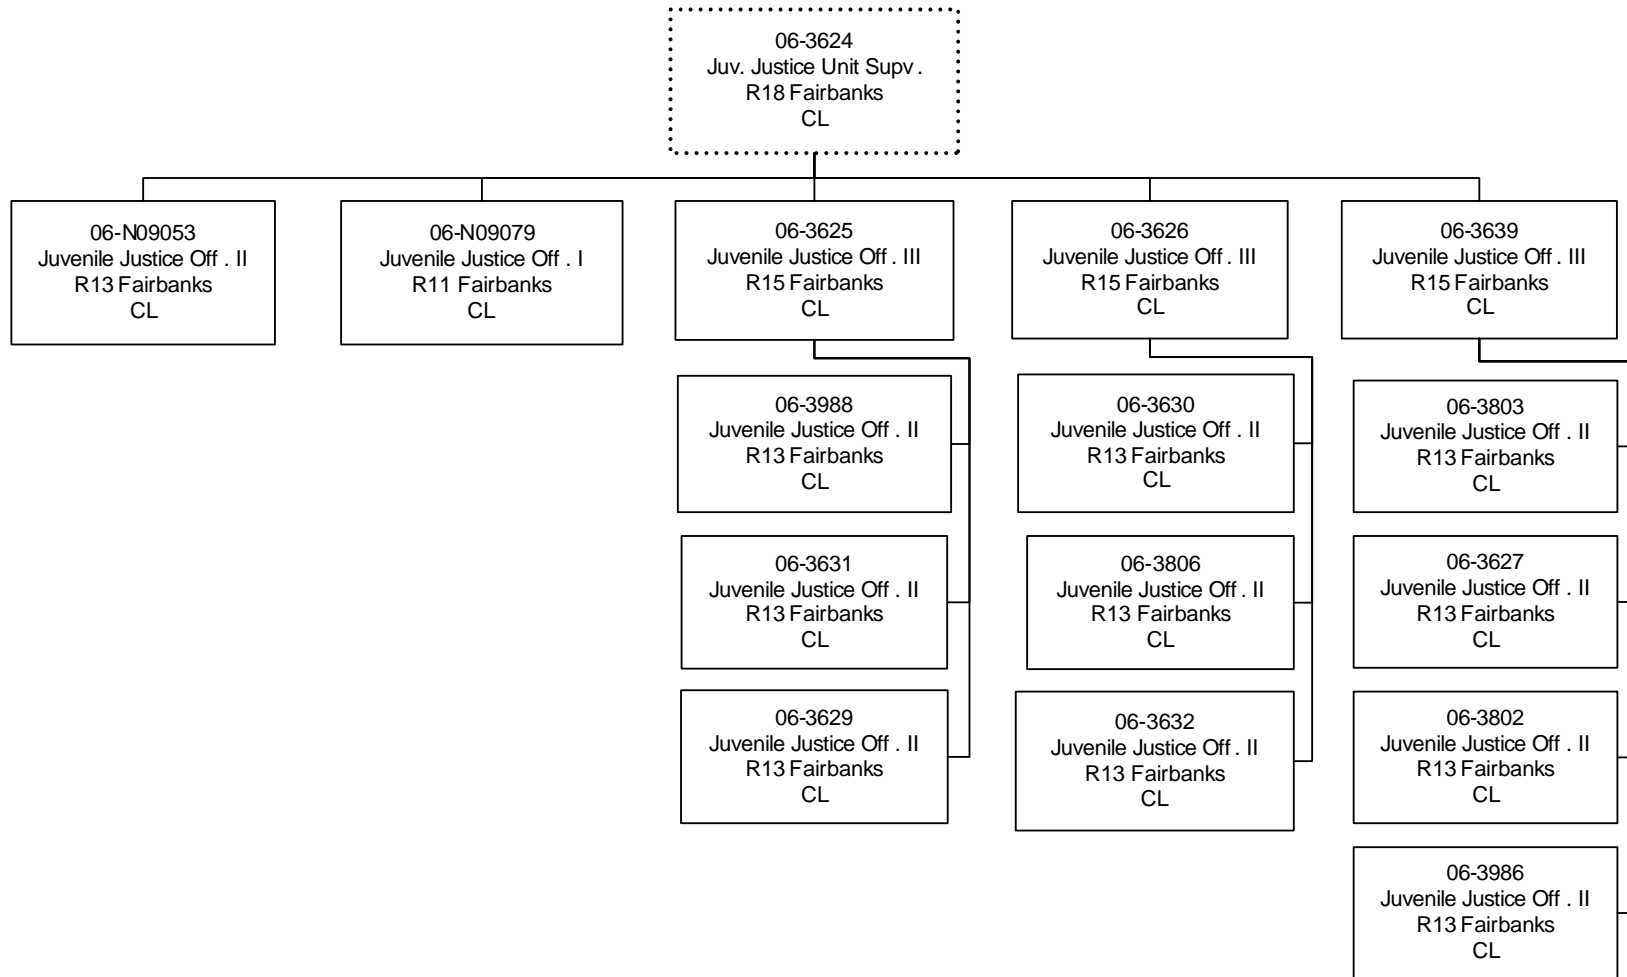 06-3624
Juv. Justice Unit Supv .
R18 Fairbanks
CL
06-N09053
Juvenile Justice Off . II
R13 Fairbanks
CL
06-N09079
Juvenile Justice Off . I
R11 Fairbanks
CL
06-3625
Juvenile Justice Off . III
R15 Fairbanks
CL
06-3626
Juvenile Justice Off . III
R15 Fairbanks
CL
06-3639
Juvenile Justice Off . III
R15 Fairbanks
CL
06-3988
Juvenile Justice Off . II
R13 Fairbanks
CL
06-3631
Juvenile Justice Off . II
R13 Fairbanks
CL
06-3629
Juvenile Justice Off . II
R13 Fairbanks
CL
06-3630
Juvenile Justice Off . II
R13 Fairbanks
CL
06-3806
Juvenile Justice Off . II
R13 Fairbanks
CL
06-3632
Juvenile Justice Off . II
R13 Fairbanks
CL
06-3803
Juvenile Justice Off . II
R13 Fairbanks
CL
06-3627
Juvenile Justice Off . II
R13 Fairbanks
CL
06-3802
Juvenile Justice Off . II
R13 Fairbanks
CL
06-3986
Juvenile Justice Off . II
R13 Fairbanks
CL